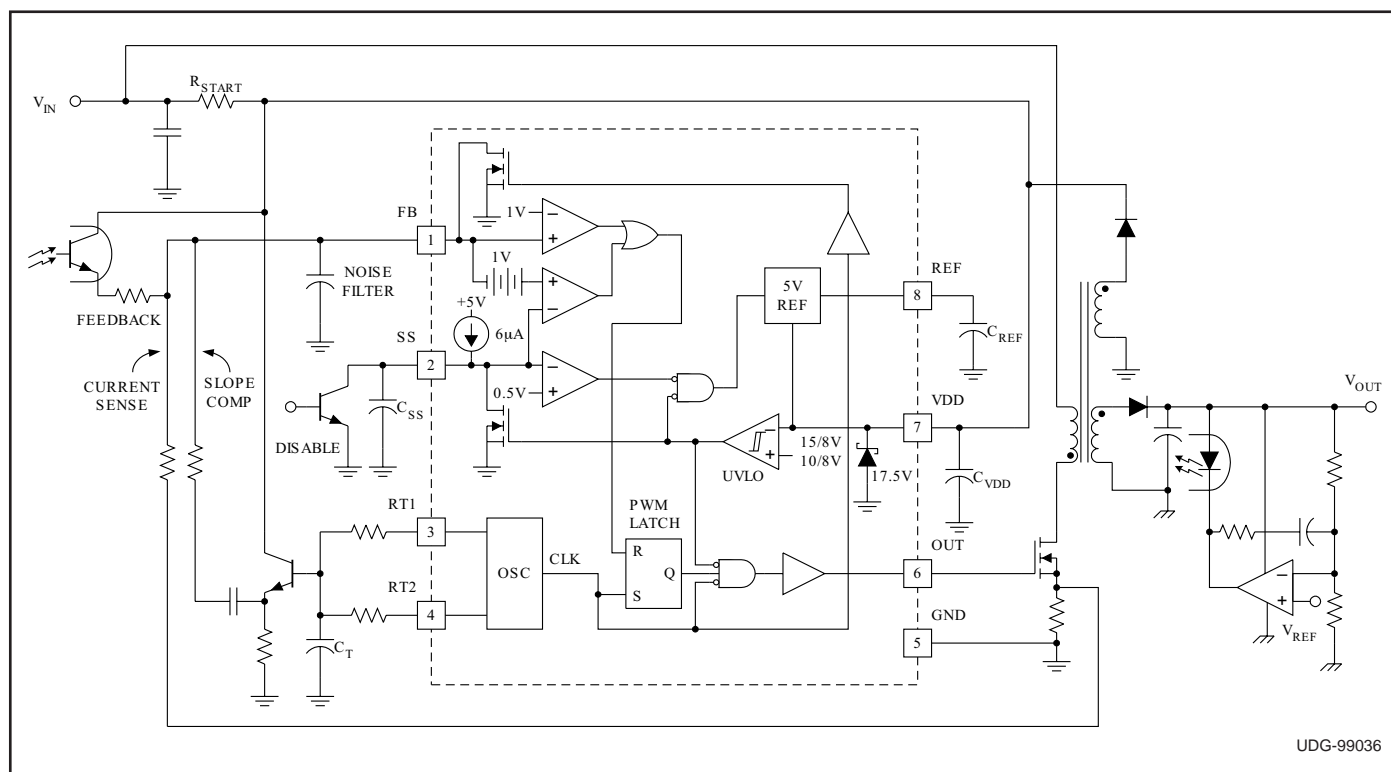 V_IN
R_START
FB
1
1V
1V
NOISE
FILTER
FEEDBACK
+5V
6µA
5V
REF
REF
8
C_REF
SS
2
CURRENT
SENSE
SLOPE
COMP
C_SS
0.5V
DISABLE
VDD
7
15/8V
10/8V
UVLO
17.5V
C_VDD
V_OUT
RT1
3
PWM
LATCH
OUT
6
OSC
CLK
R
Q
S
RT2
4
GND
5
C_T
V_REF
UDG-99036